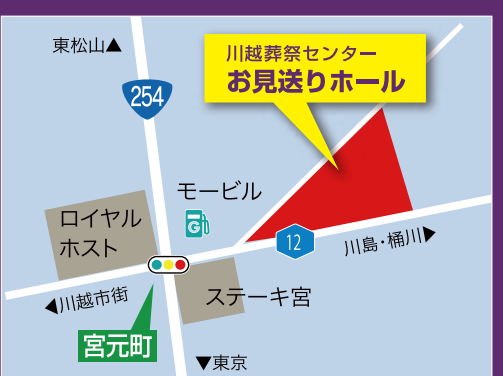 東松山▲
川越葬祭センター
お見送りホール
254
モービル
G
ロイヤル
ホスト
12
川島・桶川▶
◀川越市街
ステーキ宮
宮元町
▼東京